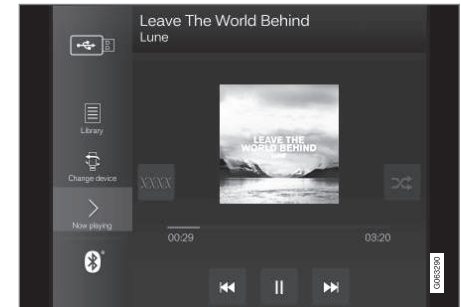 Leave The World Behind
Lune
Library
Change device
Now playing
LEAVE THE
WORLD BEHIND
XXXX
00:29
03:20
G063290